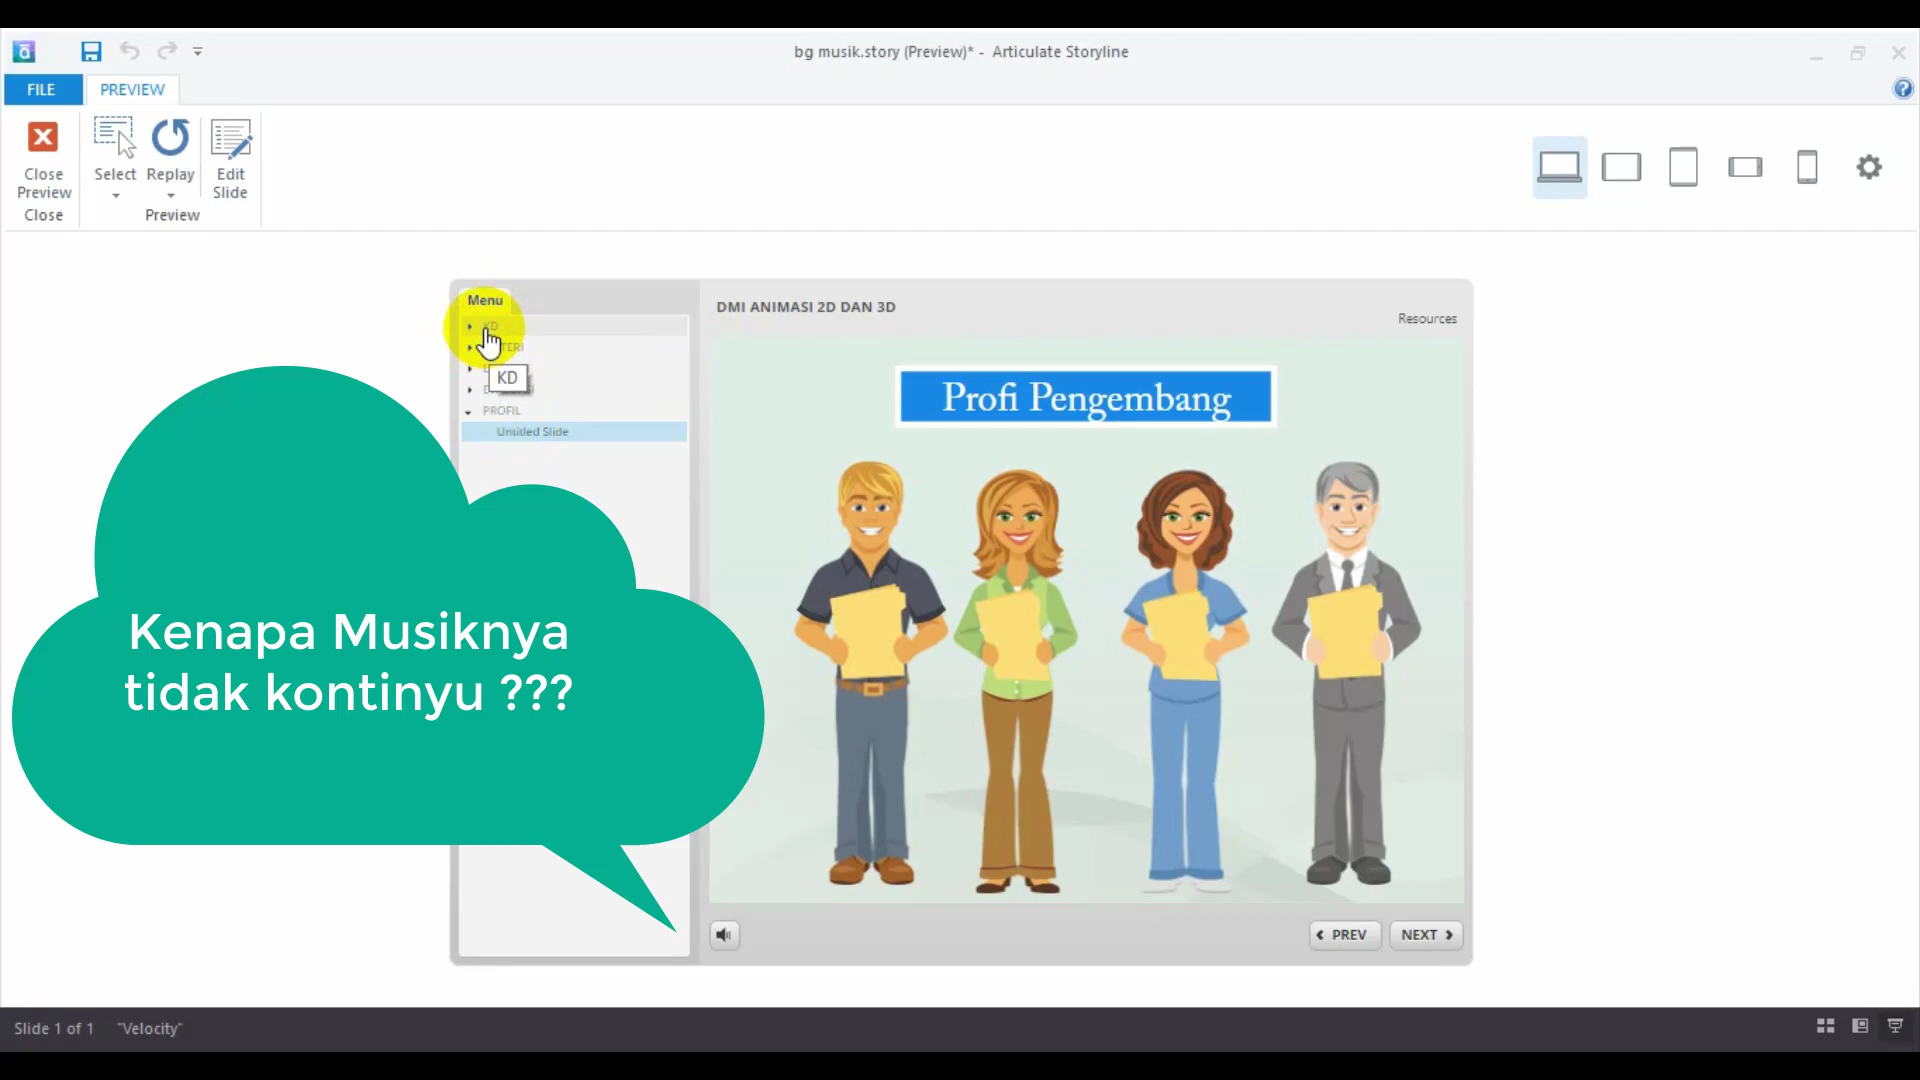 bg musik.story (Preview)* - Articulate Storyline
FILE
PREVIEW
Close
Preview
Select
Replay
Edit
Slide
Close
Preview
Menu
DMI ANIMASI 2D DAN 3D
Resources
KD
KD
PROFIL
Untitled Slide
Profi Pengembang
Kenapa Musiknya
tidak kontinyu ???
PREV
NEXT
Slide 1 of 1
"Velocity"